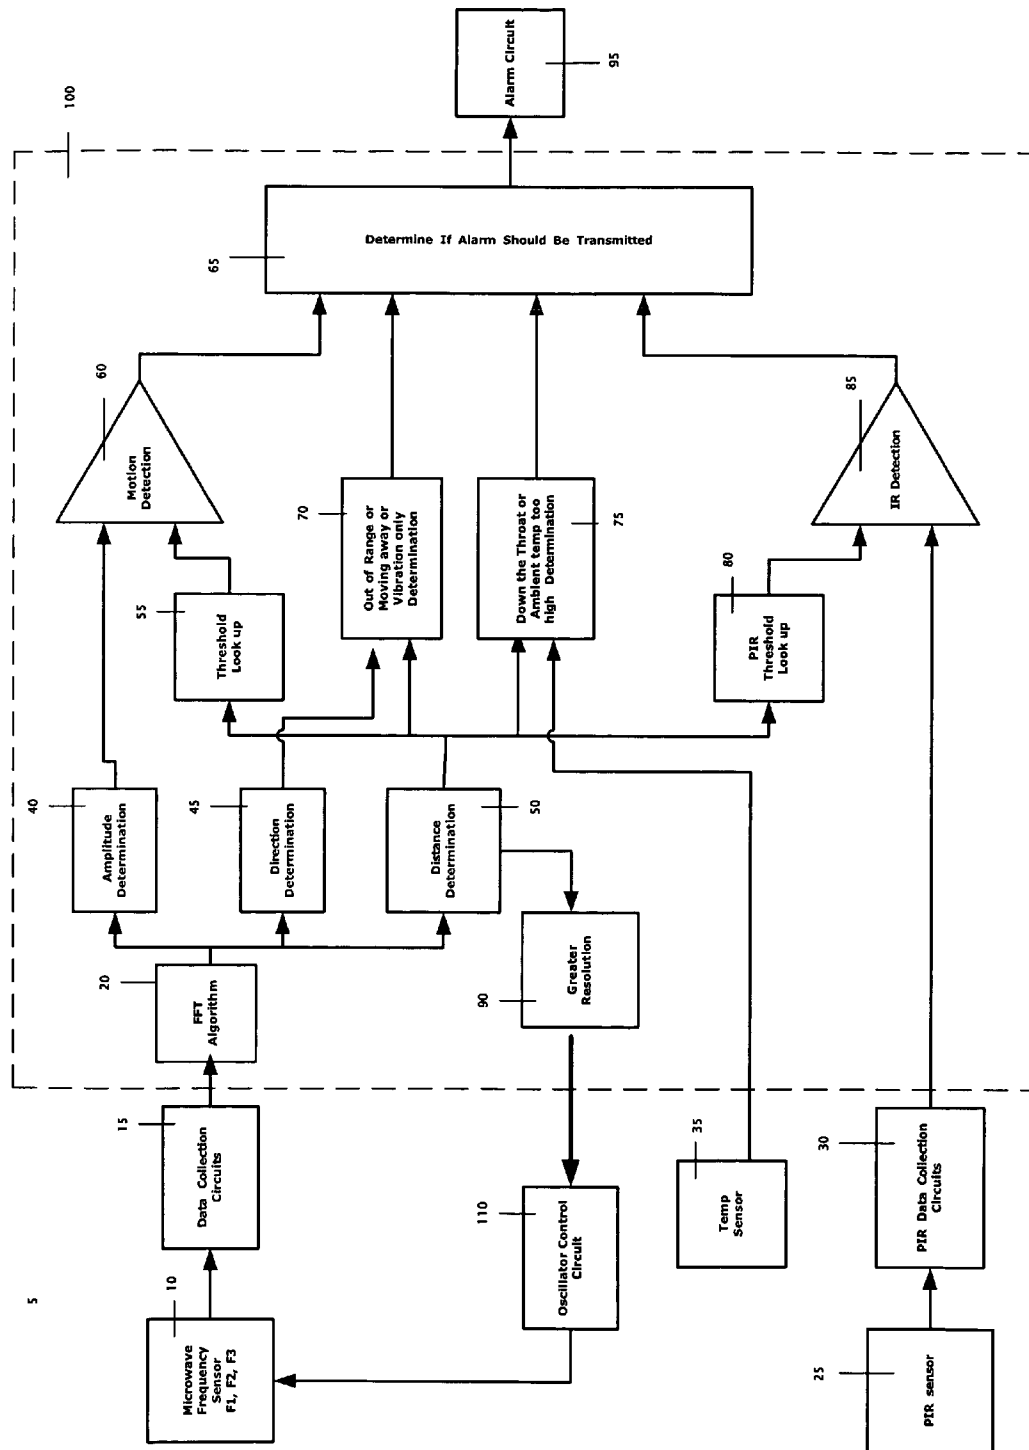 5
Microwave
Frequency
Sensor
F1, F2, F3
10
Data Collection
Circuits
15
FFT
Algorithm
20
Amplitude
Determination
40
Direction
Determination
45
Distance
Determination
50
Greater
Resolution
90
Oscillator Control
Circuit
110
Temp
Sensor
35
PIR sensor
25
PIR Data Collection
Circuits
30
Threshold
Look up
55
Motion
Detection
60
Out of Range or
Moving away or
Vibration only
Determination
70
Down the Throat or
Ambient temp too
high Determination
75
PIR
Threshold
Look up
80
IR Detection
85
Determine If Alarm Should Be Transmitted
65
Alarm Circuit
95
100